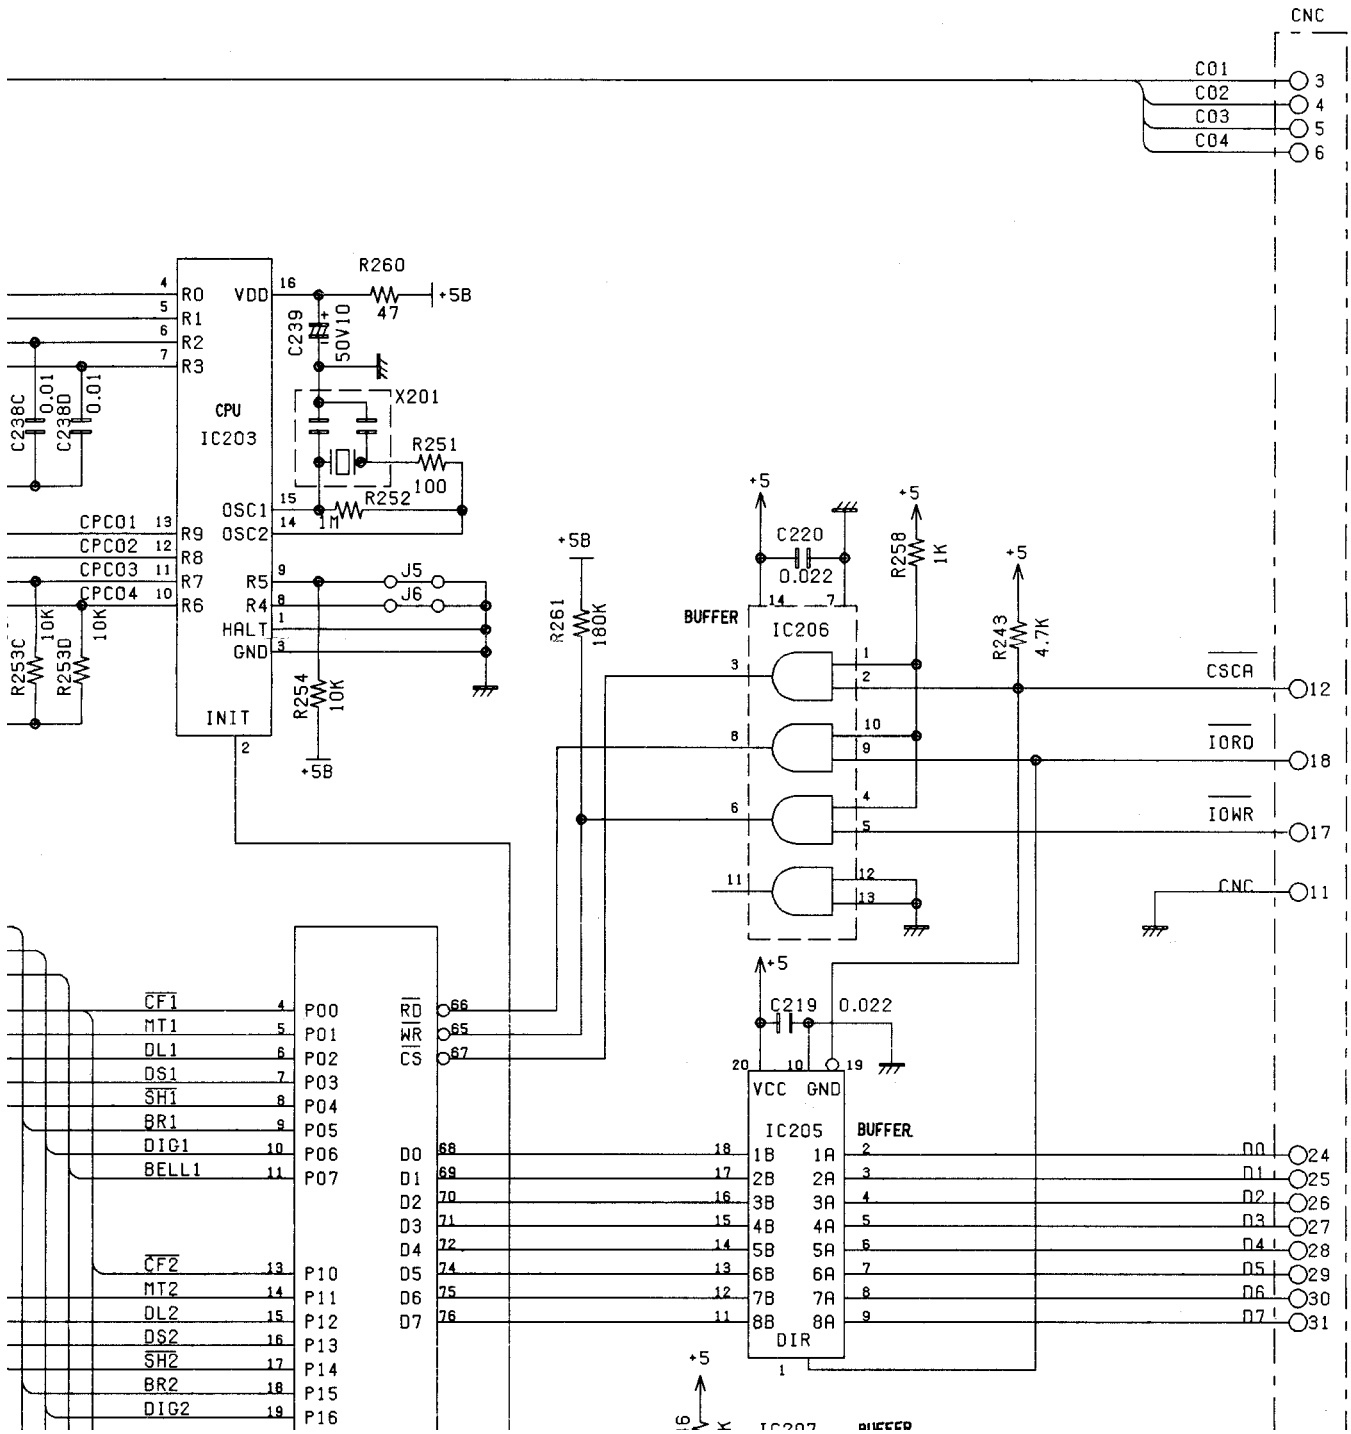 CNC
CO1 3
CO2 4
CO3 5
CO4 6
R260
4 R0 VDD 16 47 +5B
5 R1
6 R2
7 R3
C239 50V10 +
C238C 0.01
C238D 0.01
CPU
IC203
X201
R251
100
OSC1 15 R252
1M
CPCO1 13 R9 OSC2 14
CPCO2 12 R8
CPCO3 11 R7 R5 9 J5
CPCO4 10 R6 R4 8 J6
HALT 1
GND 3
R253C 10K
R253D 10K
R254 10K
+5B
INIT
2
+5B
R261 180K
+5
C220
0.022
+5
R258 1K
+5
R243 4.7K
14 7
BUFFER IC206
3 1
2 CSCA 12
8 10
9 IORD 18
6 4
5 IOWR 17
11 12
13
CNC 11
+5
C219 0.022
20 10 19
VCC GND
IC205 BUFFER
CF1 4 P00 RD 66
MT1 5 P01 WR 65
DL1 6 P02 CS 67
DS1 7 P03
SH1 8 P04
BR1 9 P05
DIG1 10 P06 D0 68 18 1B 1A 2 D0 24
BELL1 11 P07 D1 69 17 2B 2A 3 D1 25
D2 70 16 3B 3A 4 D2 26
D3 71 15 4B 4A 5 D3 27
D4 72 14 5B 5A 6 D4 28
CF2 13 P10 D5 74 13 6B 6A 7 D5 29
MT2 14 P11 D6 75 12 7B 7A 8 D6 30
DL2 15 P12 D7 76 11 8B 8A 9 D7 31
DS2 16 P13 DIR
SH2 17 P14 1
BR2 18 P15
DIG2 19 P16
+5
IC207 BUFFER